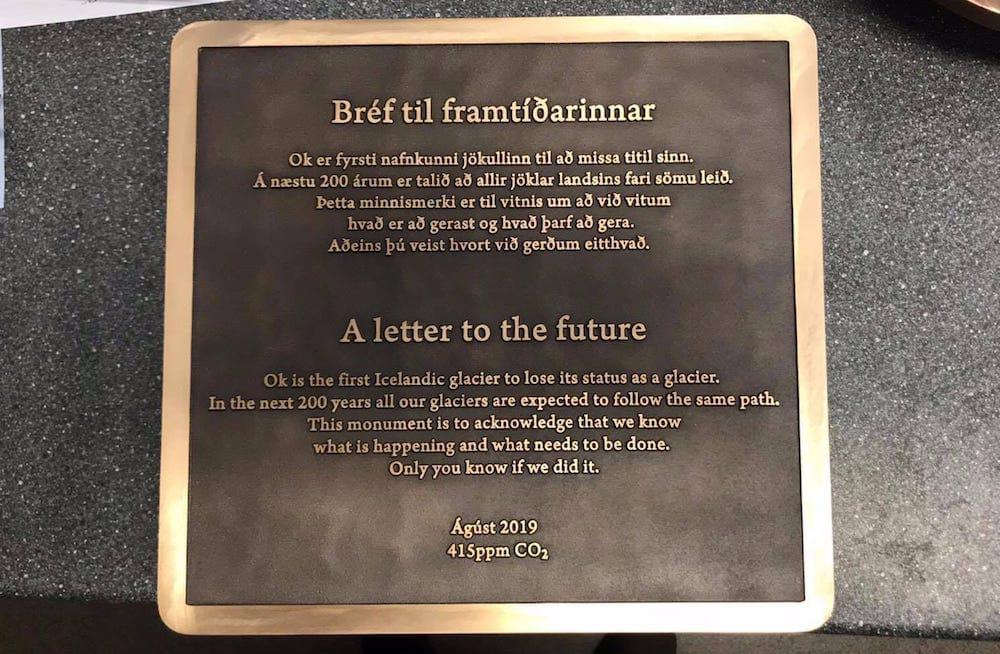 Bréf til framtíðarinnar
Ok er fyrsti nafnkunni jökullinn til að missa titil sinn.
Á næstu 200 árum er talið að allir jöklar landsins fari sömu leið.
Þetta minnismerki er til vitnis um að við vitum
hvað er að gerast og hvað þarf að gera.
Aðeins þú veist hvort við gerðum eitthvað.
A letter to the future
Ok is the first Icelandic glacier to lose its status as a glacier.
In the next 200 years all our glaciers are expected to follow the same path.
This monument is to acknowledge that we know
what is happening and what needs to be done.
Only you know if we did it.
Ágúst 2019
415ppm CO₂